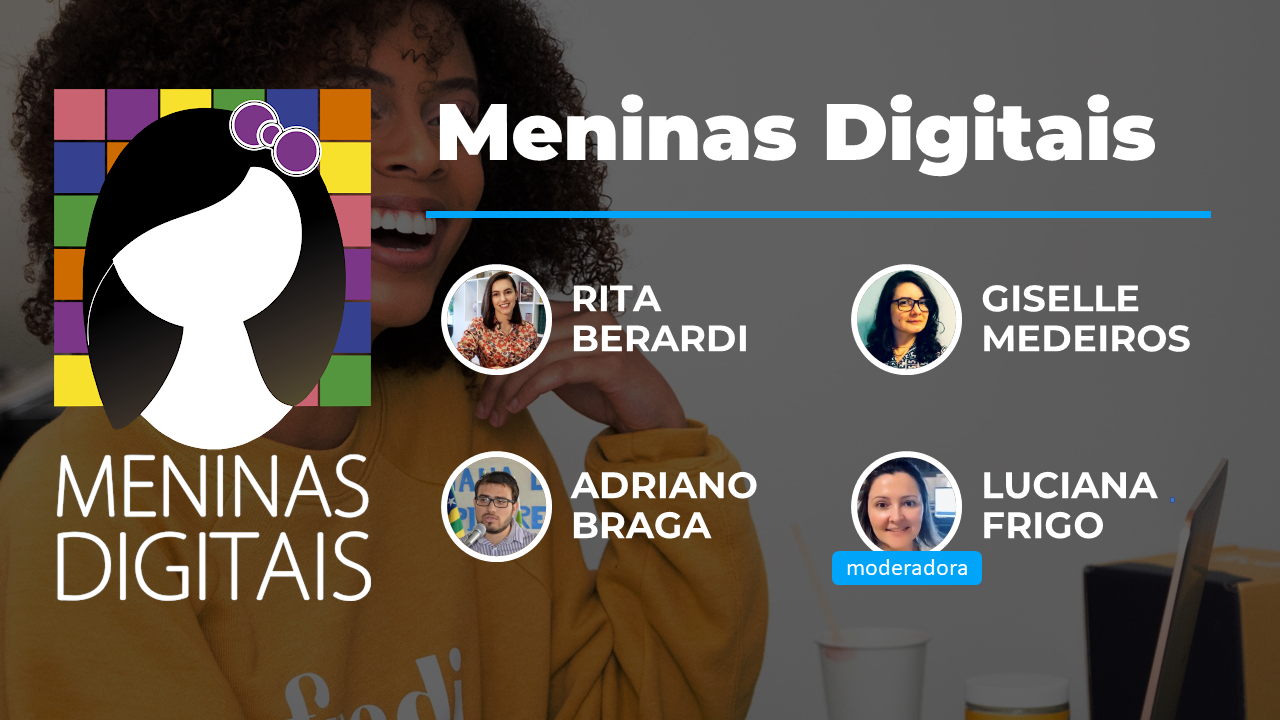 Meninas Digitais
MENINAS
DIGITAIS
RITA
BERARDI
GISELLE
MEDEIROS
ADRIANO
BRAGA
LUCIANA
FRIGO
moderadora